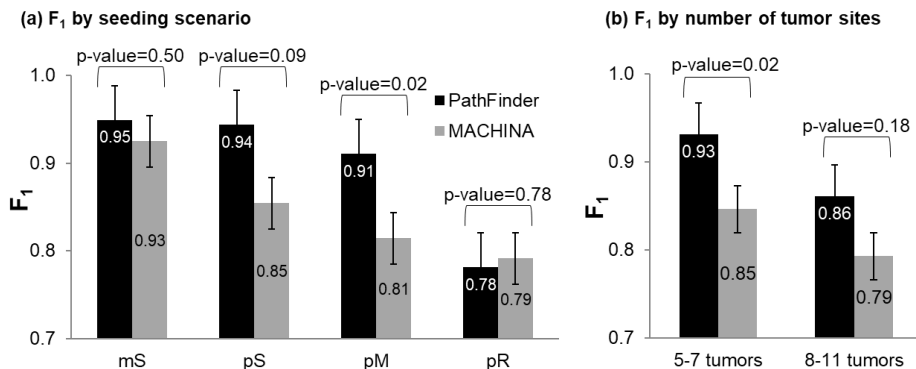 (a) F₁ by seeding scenario
p-value=0.50
p-value=0.09
p-value=0.02
p-value=0.78
PathFinder
MACHINA
F₁
1.0
0.9
0.8
0.7
0.95
0.93
0.94
0.85
0.91
0.81
0.78
0.79
mS
pS
pM
pR
(b) F₁ by number of tumor sites
p-value=0.02
p-value=0.18
F₁
1.0
0.9
0.8
0.7
0.93
0.85
0.86
0.79
5-7 tumors
8-11 tumors